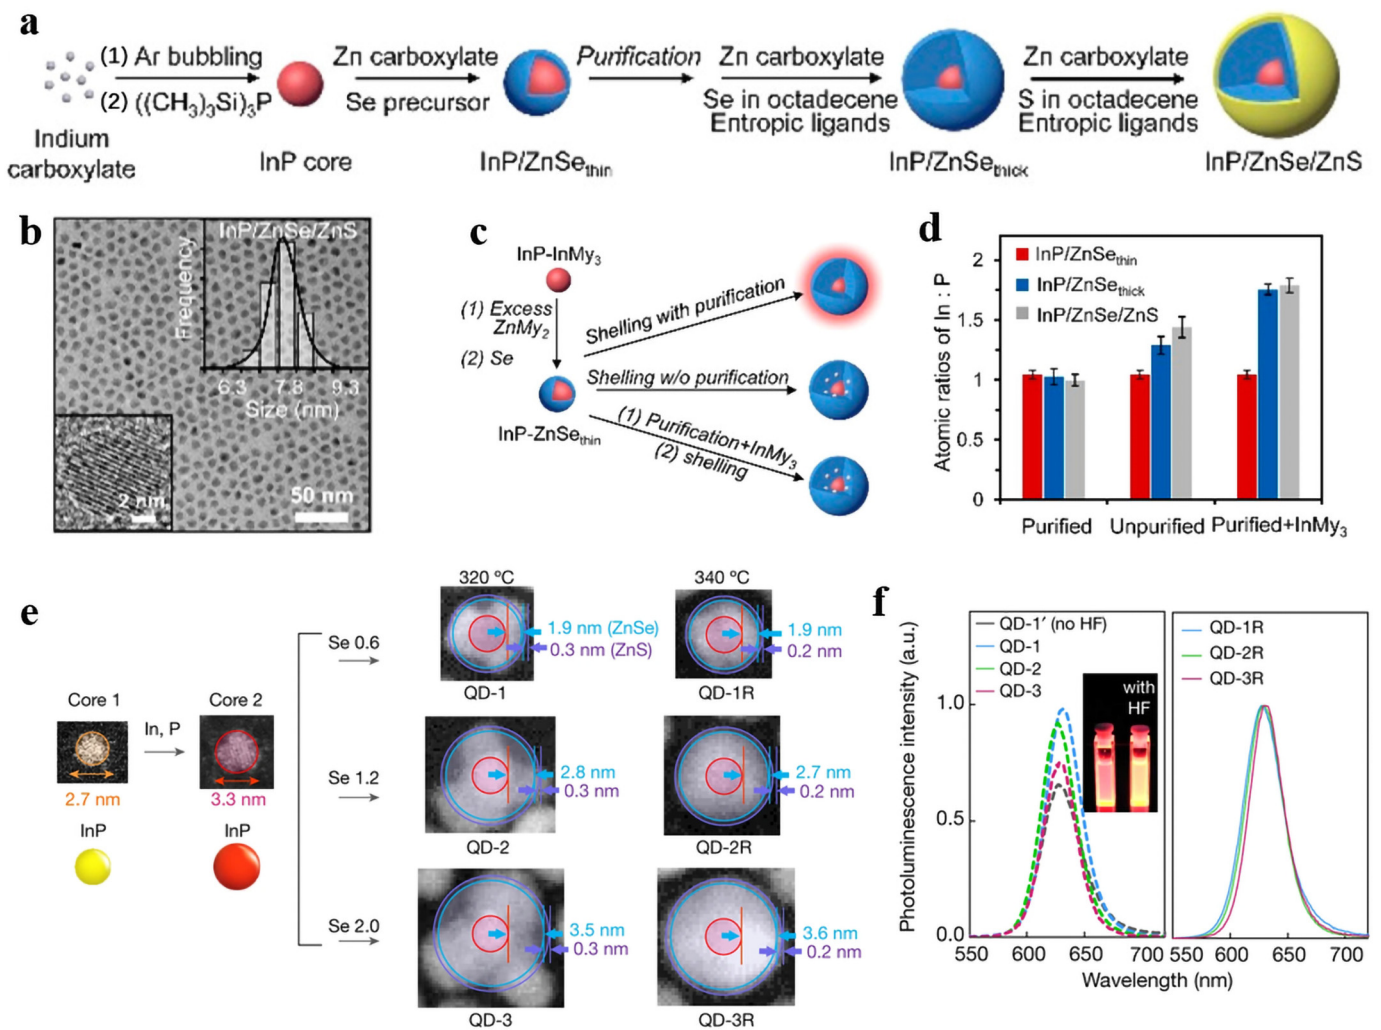 a
(1) Ar bubbling
(2) ((CH₃)₃Si)₃P
Indium
carboxylate
InP core
Zn carboxylate
Se precursor
InP/ZnSethin
Purification
Zn carboxylate
Se in octadecene
Entropic ligands
InP/ZnSethick
Zn carboxylate
S in octadecene
Entropic ligands
InP/ZnSe/ZnS
b
InP/ZnSe/ZnS
Frequency
6.3 7.8 9.3
Size (nm)
2 nm
50 nm
c
InP-InMy₃
(1) Excess
ZnMy₂
(2) Se
InP-ZnSethin
Shelling with purification
Shelling w/o purification
(1) Purification+InMy₃
(2) shelling
d
Atomic ratios of In : P
2
1.5
1
0.5
0
InP/ZnSethin
InP/ZnSethick
InP/ZnSe/ZnS
Purified Unpurified Purified+InMy₃
e
Core 1
2.7 nm
InP
In, P
Core 2
3.3 nm
InP
320 ºC
340 ºC
Se 0.6
1.9 nm (ZnSe)
0.3 nm (ZnS)
QD-1
1.9 nm
0.2 nm
QD-1R
Se 1.2
2.8 nm
0.3 nm
QD-2
2.7 nm
0.2 nm
QD-2R
Se 2.0
3.5 nm
0.3 nm
QD-3
3.6 nm
0.2 nm
QD-3R
f
Photoluminescence intensity (a.u.)
1.0
0.5
0.0
QD-1′ (no HF)
QD-1
QD-2
QD-3
with
HF
QD-1R
QD-2R
QD-3R
550 600 650 700
550 600 650 700
Wavelength (nm)